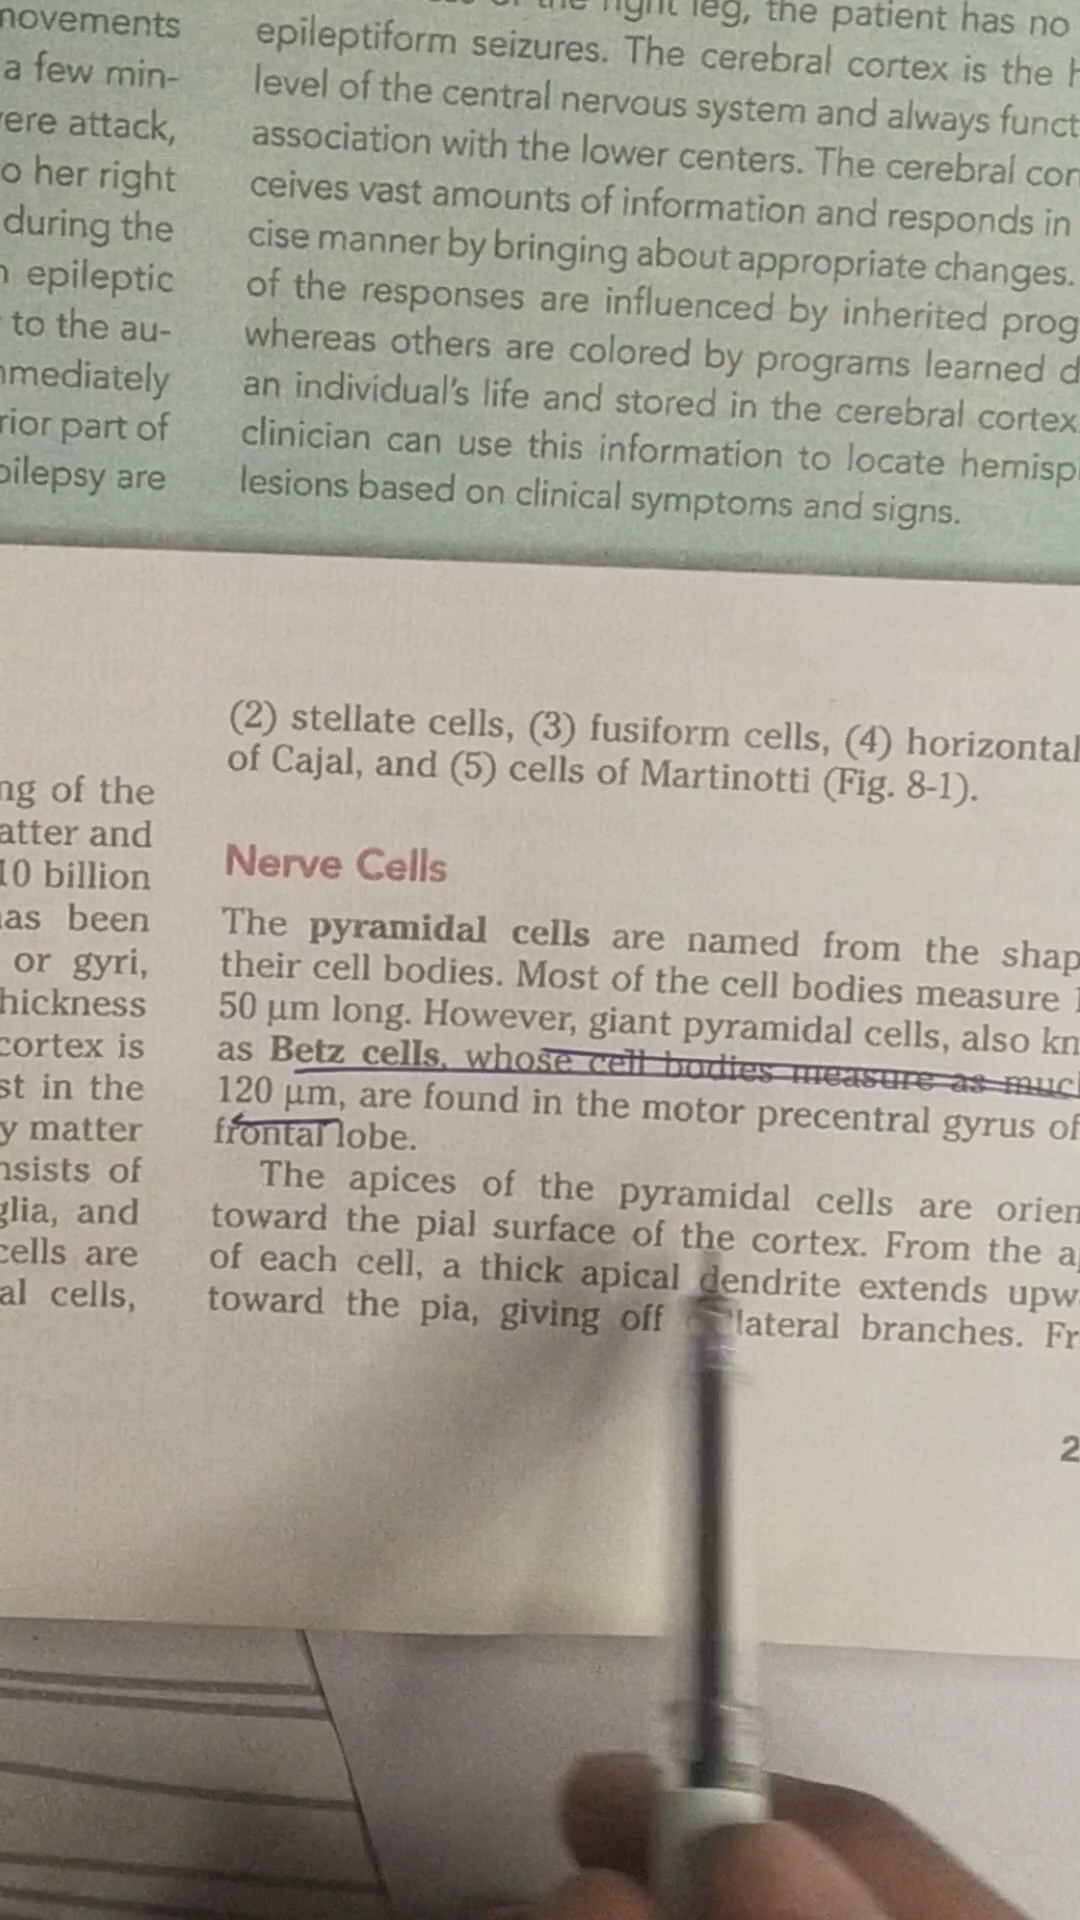 movements
a few min-
ere attack,
o her right
during the
epileptic
to the au-
mmediately
rior part of
pilepsy are
the right leg, the patient has no
epileptiform seizures. The cerebral cortex is the
level of the central nervous system and always funct
association with the lower centers. The cerebral cor
ceives vast amounts of information and responds in
cise manner by bringing about appropriate changes.
of the responses are influenced by inherited prog
whereas others are colored by programs learned d
an individual's life and stored in the cerebral cortex
clinician can use this information to locate hemisp
lesions based on clinical symptoms and signs.
ng of the
atter and
10 billion
as been
or gyri,
hickness
cortex is
st in the
y matter
nsists of
glia, and
cells are
al cells,
(2) stellate cells, (3) fusiform cells, (4) horizontal
of Cajal, and (5) cells of Martinotti (Fig. 8-1).
Nerve Cells
The pyramidal cells are named from the shap
their cell bodies. Most of the cell bodies measure
50 μm long. However, giant pyramidal cells, also kn
as Betz cells, whose cell bodies measure as much
120 μm, are found in the motor precentral gyrus of
frontal lobe.
The apices of the pyramidal cells are orien
toward the pial surface of the cortex. From the a
of each cell, a thick apical dendrite extends upw
toward the pia, giving off lateral branches. Fr
2